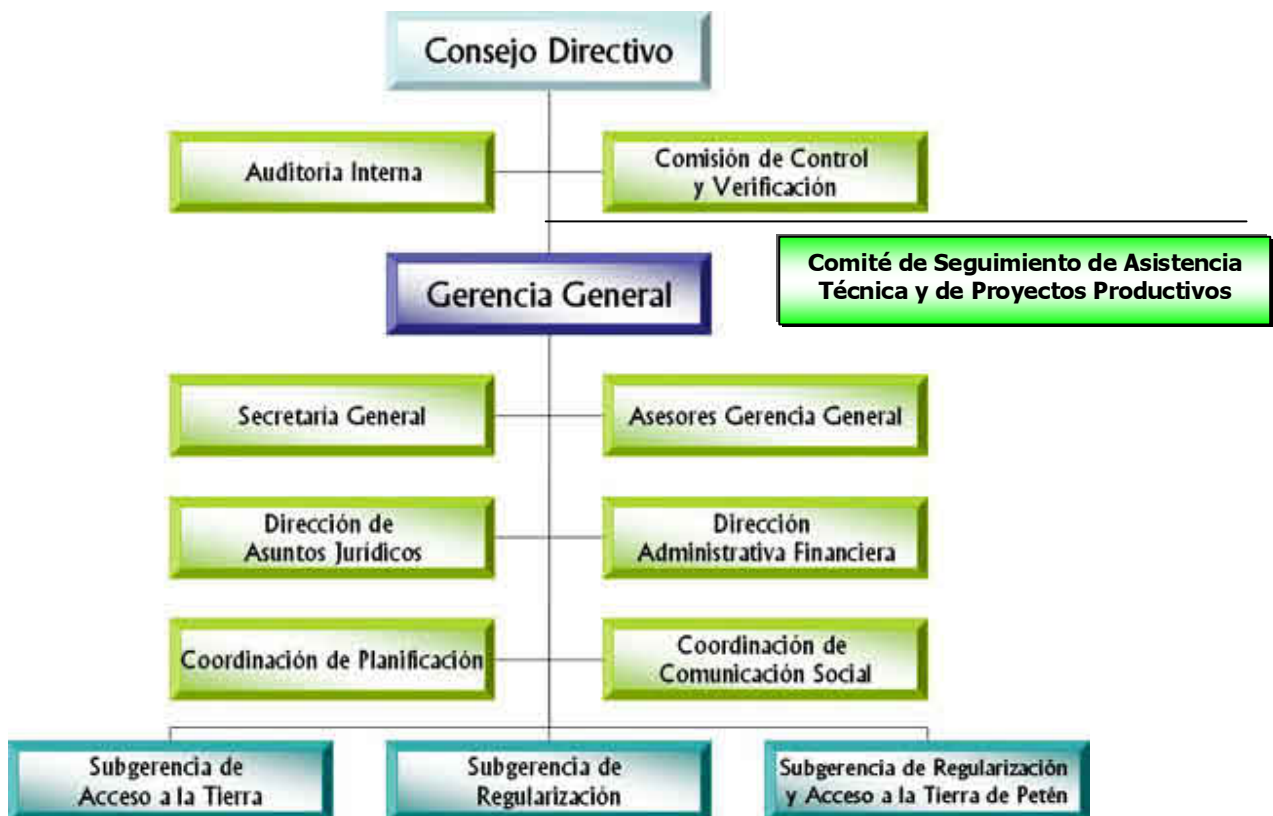 Consejo Directivo
Auditoría Interna
Comisión de Control
y Verificación
Comité de Seguimiento de Asistencia
Técnica y de Proyectos Productivos
Gerencia General
Secretaría General
Asesores Gerencia General
Dirección de
Asuntos Jurídicos
Dirección
Administrativa Financiera
Coordinación de Planificación
Coordinación de
Comunicación Social
Subgerencia de
Acceso a la Tierra
Subgerencia de
Regularización
Subgerencia de Regularización
y Acceso a la Tierra de Petén